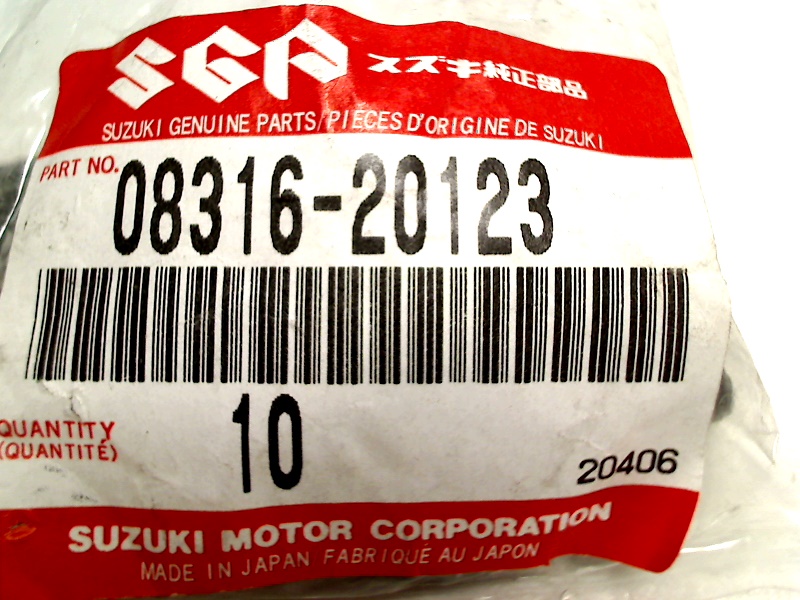 SGP スズキ純正部品
SUZUKI GENUINE PARTS/PIECES D'ORIGINE DE SUZUKI
PART NO. 08316-20123
QUANTITY 10
(QUANTITÉ)
20406
SUZUKI MOTOR CORPORATION
MADE IN JAPAN FABRIQUÉ AU JAPON